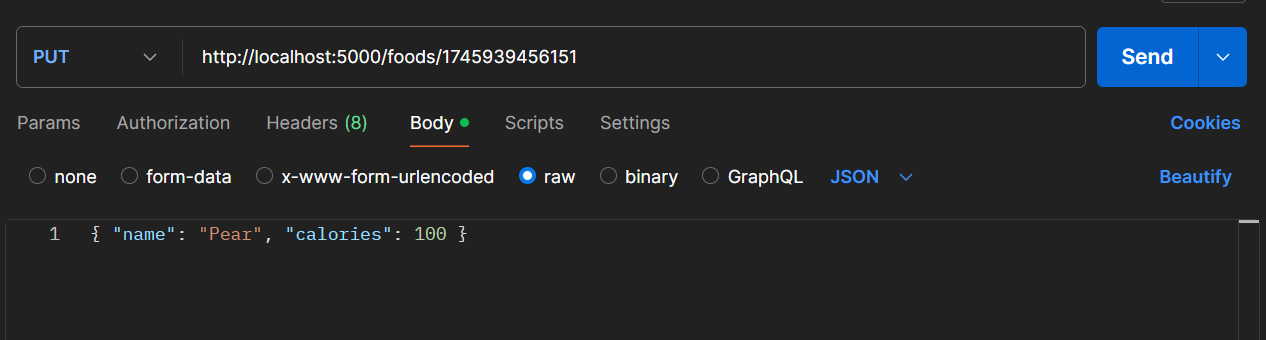 PUT http://localhost:5000/foods/1745939456151 Send
Params Authorization Headers (8) Body Scripts Settings Cookies
none form-data x-www-form-urlencoded raw binary GraphQL JSON Beautify
1 { "name": "Pear", "calories": 100 }